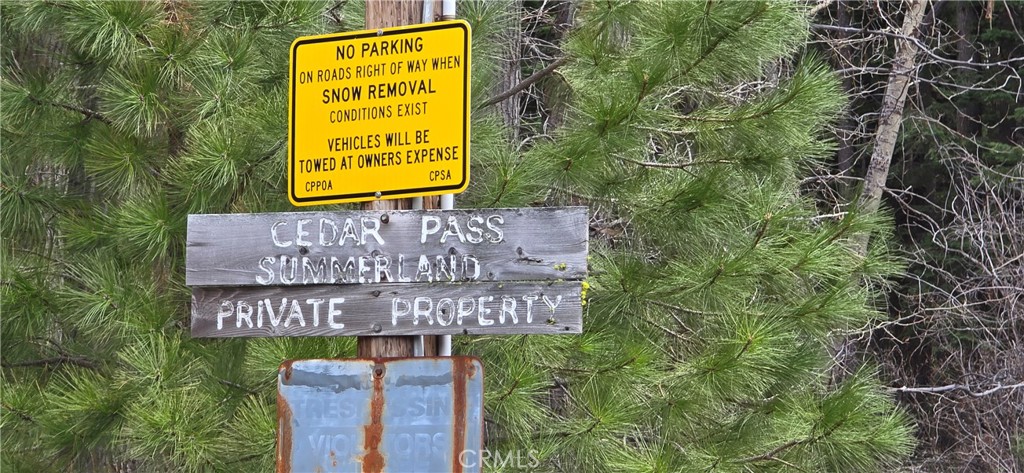 NO PARKING
ON ROADS RIGHT OF WAY WHEN
SNOW REMOVAL
CONDITIONS EXIST
VEHICLES WILL BE
TOWED AT OWNERS EXPENSE
CPPOA CPSA
CEDAR PASS
SUMMERLAND
PRIVATE PROPERTY
VIOLATORS
CRMLS